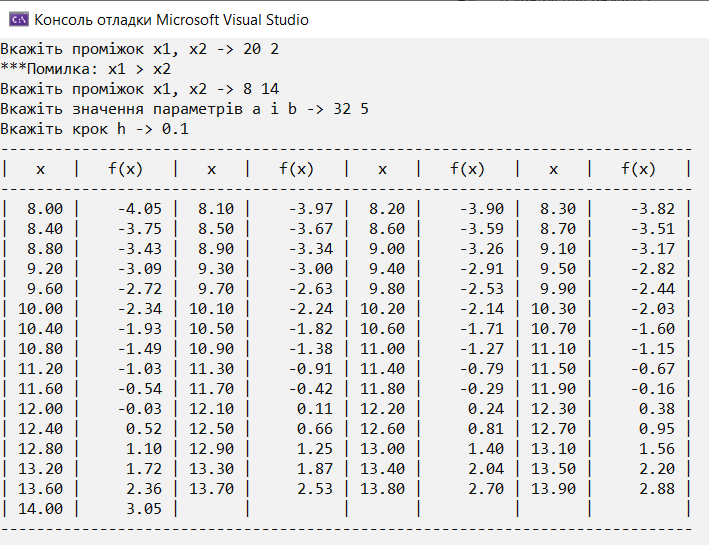 Консоль отладки Microsoft Visual Studio
Вкажіть проміжок x1, x2 -> 20 2
***Помилка: x1 > x2
Вкажіть проміжок x1, x2 -> 8 14
Вкажіть значення параметрів a і b -> 32 5
Вкажіть крок h -> 0.1
---------------------------------------------------------------------------------------
|   x   |   f(x)   |   x   |   f(x)   |   x   |   f(x)   |   x   |   f(x)   |
---------------------------------------------------------------------------------------
|  8.00 |    -4.05 |  8.10 |    -3.97 |  8.20 |    -3.90 |  8.30 |    -3.82 |
|  8.40 |    -3.75 |  8.50 |    -3.67 |  8.60 |    -3.59 |  8.70 |    -3.51 |
|  8.80 |    -3.43 |  8.90 |    -3.34 |  9.00 |    -3.26 |  9.10 |    -3.17 |
|  9.20 |    -3.09 |  9.30 |    -3.00 |  9.40 |    -2.91 |  9.50 |    -2.82 |
|  9.60 |    -2.72 |  9.70 |    -2.63 |  9.80 |    -2.53 |  9.90 |    -2.44 |
| 10.00 |    -2.34 | 10.10 |    -2.24 | 10.20 |    -2.14 | 10.30 |    -2.03 |
| 10.40 |    -1.93 | 10.50 |    -1.82 | 10.60 |    -1.71 | 10.70 |    -1.60 |
| 10.80 |    -1.49 | 10.90 |    -1.38 | 11.00 |    -1.27 | 11.10 |    -1.15 |
| 11.20 |    -1.03 | 11.30 |    -0.91 | 11.40 |    -0.79 | 11.50 |    -0.67 |
| 11.60 |    -0.54 | 11.70 |    -0.42 | 11.80 |    -0.29 | 11.90 |    -0.16 |
| 12.00 |    -0.03 | 12.10 |     0.11 | 12.20 |     0.24 | 12.30 |     0.38 |
| 12.40 |     0.52 | 12.50 |     0.66 | 12.60 |     0.81 | 12.70 |     0.95 |
| 12.80 |     1.10 | 12.90 |     1.25 | 13.00 |     1.40 | 13.10 |     1.56 |
| 13.20 |     1.72 | 13.30 |     1.87 | 13.40 |     2.04 | 13.50 |     2.20 |
| 13.60 |     2.36 | 13.70 |     2.53 | 13.80 |     2.70 | 13.90 |     2.88 |
| 14.00 |     3.05 |       |          |       |          |       |          |
---------------------------------------------------------------------------------------